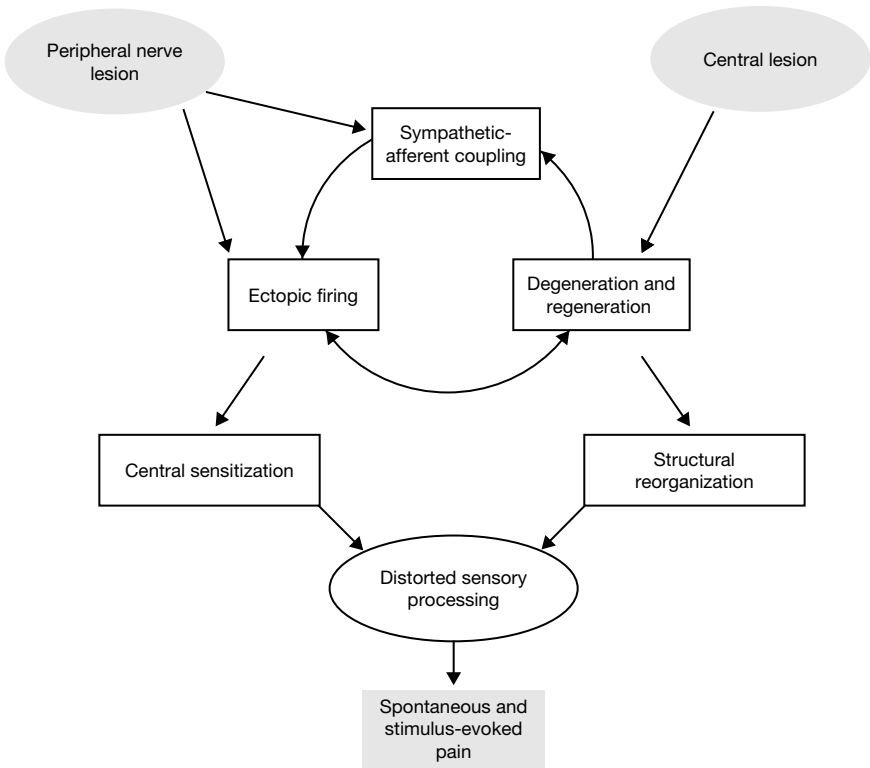 Peripheral nerve
lesion
Central lesion
Sympathetic-
afferent coupling
Ectopic firing
Degeneration and
regeneration
Central sensitization
Structural
reorganization
Distorted sensory
processing
Spontaneous and
stimulus-evoked
pain